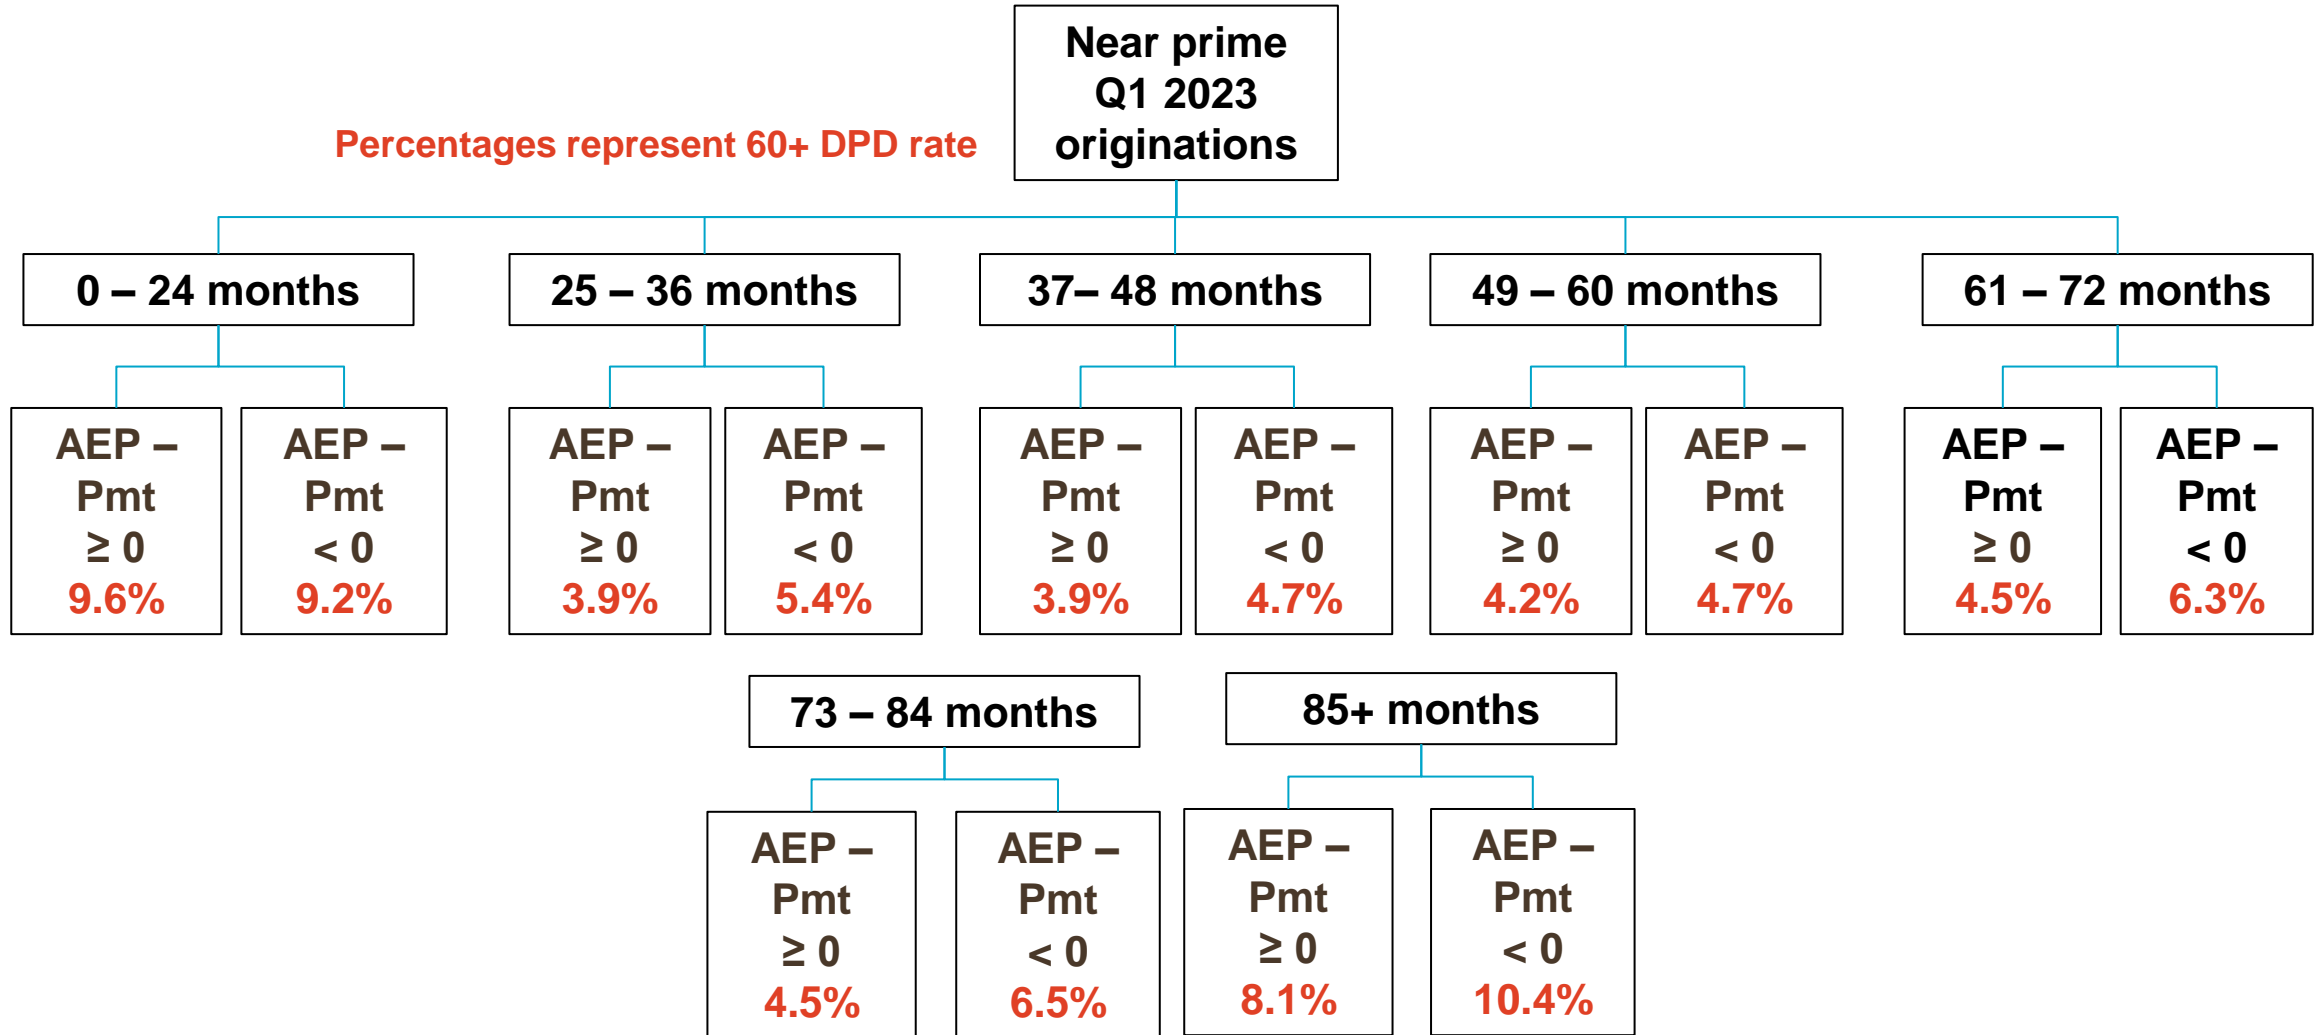 Near prime
Q1 2023
originations
Percentages represent 60+ DPD rate
0 – 24 months
25 – 36 months
37– 48 months
49 – 60 months
61 – 72 months
AEP –
Pmt
≥ 0
9.6%
AEP –
Pmt
< 0
9.2%
AEP –
Pmt
≥ 0
3.9%
AEP –
Pmt
< 0
5.4%
AEP –
Pmt
≥ 0
3.9%
AEP –
Pmt
< 0
4.7%
AEP –
Pmt
≥ 0
4.2%
AEP –
Pmt
< 0
4.7%
AEP –
Pmt
≥ 0
4.5%
AEP –
Pmt
< 0
6.3%
73 – 84 months
85+ months
AEP –
Pmt
≥ 0
4.5%
AEP –
Pmt
< 0
6.5%
AEP –
Pmt
≥ 0
8.1%
AEP –
Pmt
< 0
10.4%